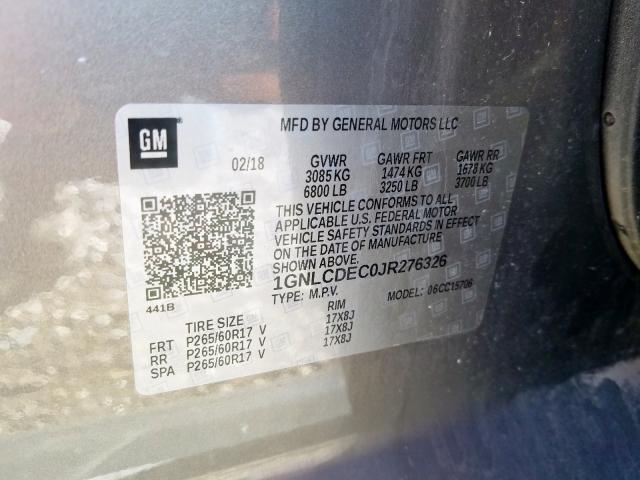 GM
MFD BY GENERAL MOTORS LLC
02/18 GVWR GAWR FRT GAWR RR
3085 KG 1474 KG 1678 KG
6800 LB 3250 LB 3700 LB
THIS VEHICLE CONFORMS TO ALL
APPLICABLE U.S. FEDERAL MOTOR
VEHICLE SAFETY STANDARDS IN EFFECT
ON THE DATE OF MANUFACTURE
SHOWN ABOVE.
1GNLCDEC0JR276326
TYPE: M.P.V. MODEL: 06CC15706
441B
TIRE SIZE RIM
FRT P265/60R17 V 17X8J
RR P265/60R17 V 17X8J
SPA P265/60R17 V 17X8J